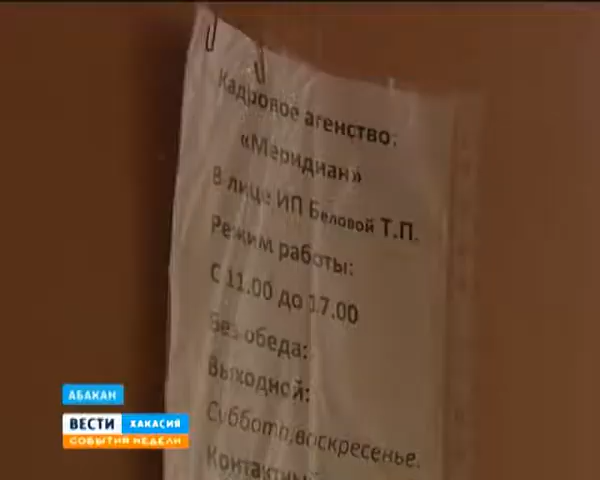 Кадровое агенство:
«Меридиан»
В лице ИП Беловой Т.П.
Режим работы:
С 11.00 до 17.00
Без обеда:
Выходной:
Суббота,воскресенье.
АБАКАН
ВЕСТИ ХАКАСИЯ
СОБЫТИЯ НЕДЕЛИ